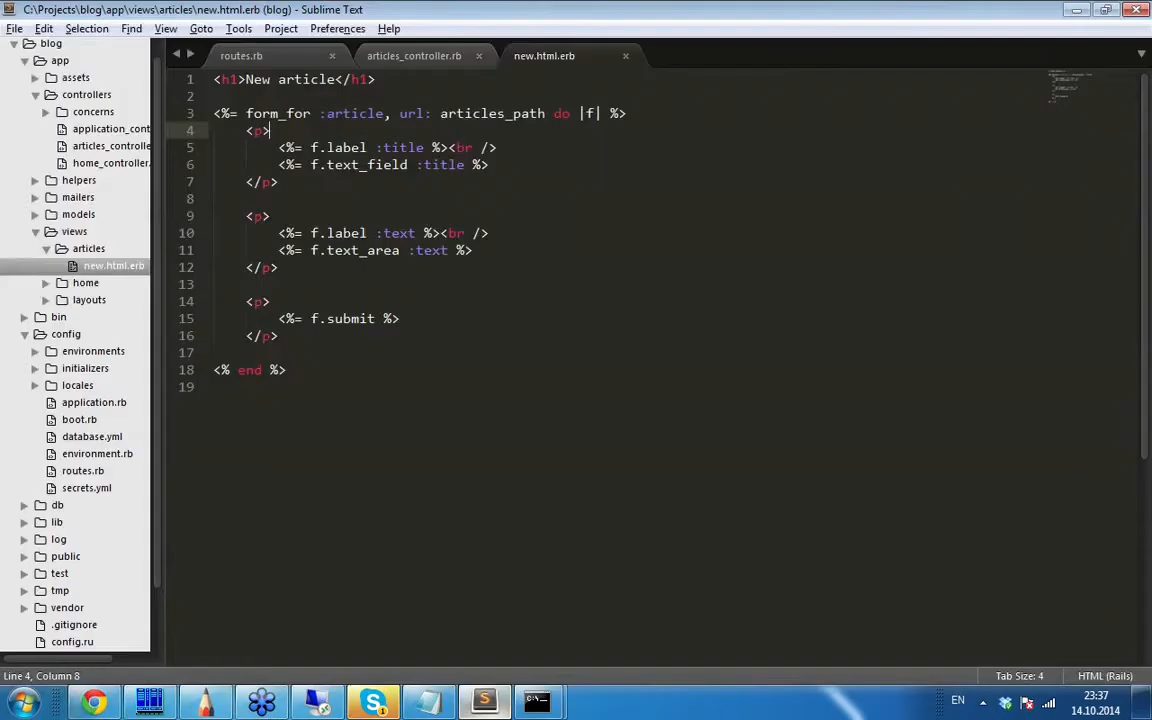 C:\Projects\blog\app\views\articles\new.html.erb (blog) - Sublime Text
File Edit Selection Find View Goto Tools Project Preferences Help
blog
app
assets
controllers
concerns
application_cont
articles_controlle
home_controller.
helpers
mailers
models
views
articles
new.html.erb
home
layouts
bin
config
environments
initializers
locales
application.rb
boot.rb
database.yml
environment.rb
routes.rb
secrets.yml
db
lib
log
public
test
tmp
vendor
.gitignore
config.ru
routes.rb × articles_controller.rb × new.html.erb ×
1 <h1>New article</h1>
2
3 <%= form_for :article, url: articles_path do |f| %>
4 <p>
5 <%= f.label :title %><br />
6 <%= f.text_field :title %>
7 </p>
8
9 <p>
10 <%= f.label :text %><br />
11 <%= f.text_area :text %>
12 </p>
13
14 <p>
15 <%= f.submit %>
16 </p>
17
18 <% end %>
19
Line 4, Column 8 Tab Size: 4 HTML (Rails)
EN
23:37
14.10.2014